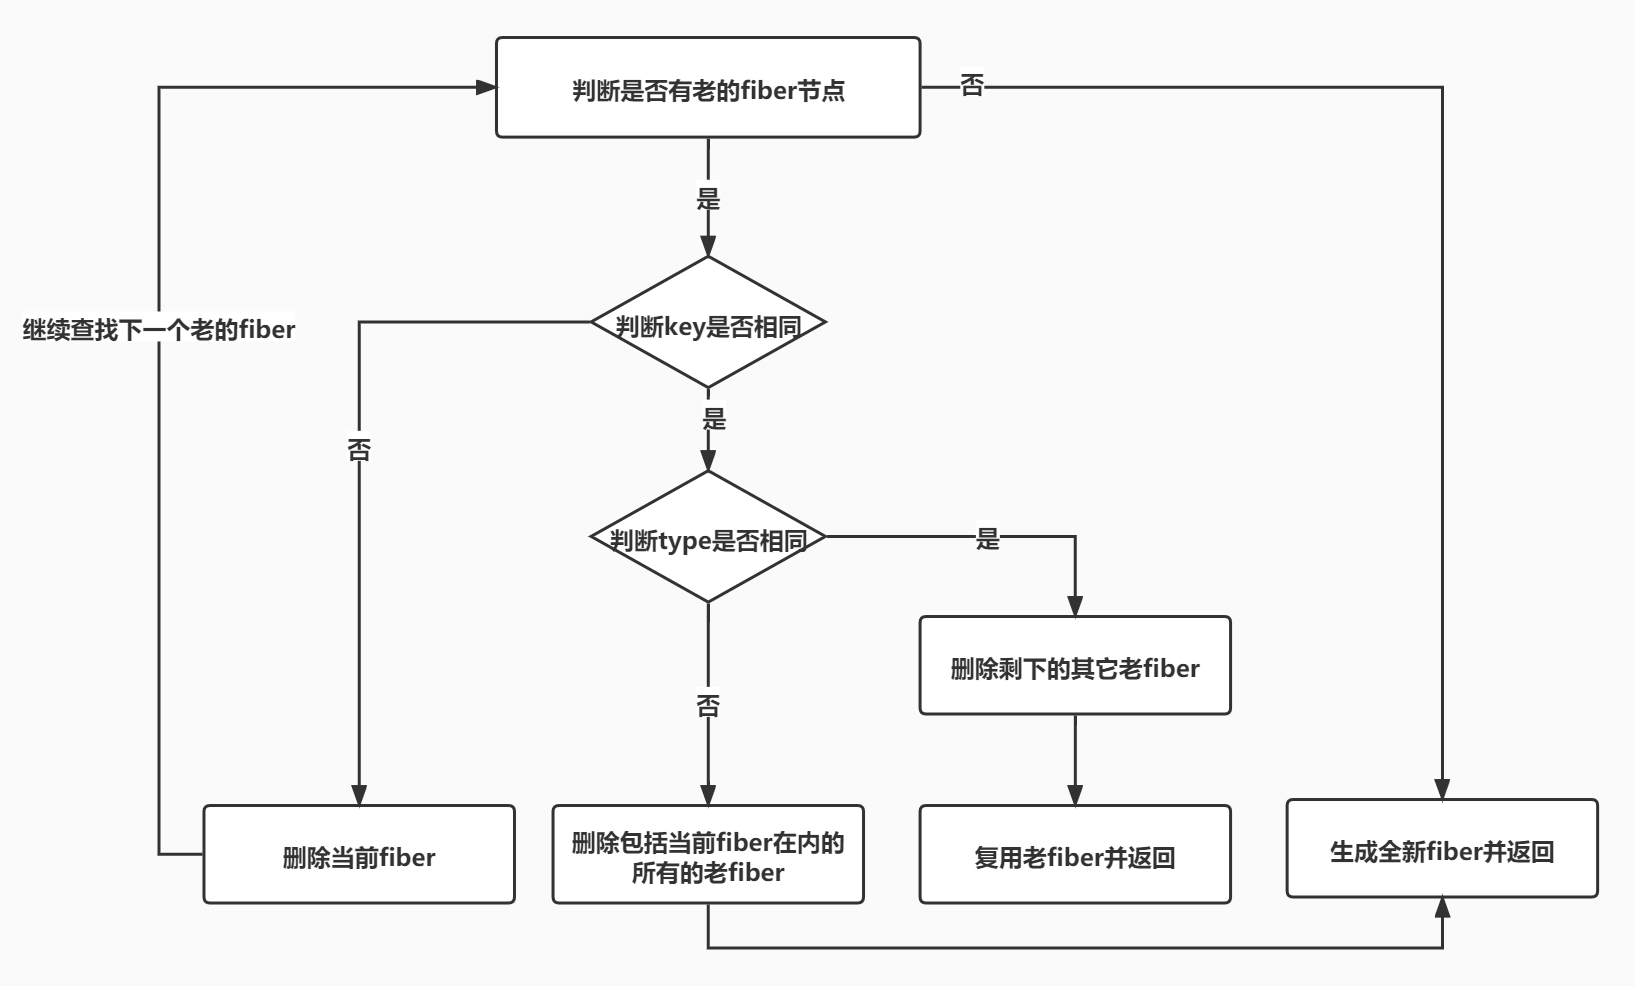 判断是否有老的fiber节点
否
是
判断key是否相同
继续查找下一个老的fiber
是
否
判断type是否相同
是
删除剩下的其它老fiber
否
删除当前fiber
删除包括当前fiber在内的
所有的老fiber
复用老fiber并返回
生成全新fiber并返回